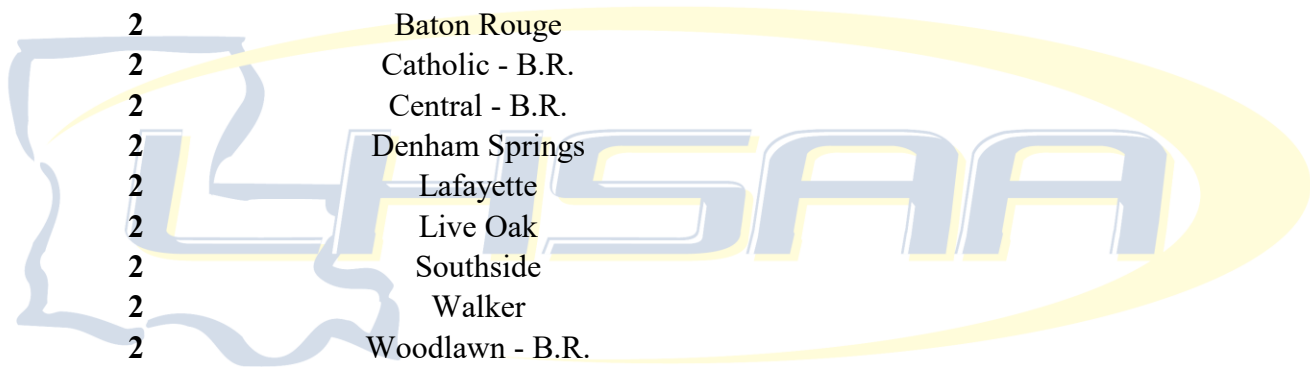 2 Baton Rouge
2 Catholic - B.R.
2 Central - B.R.
2 Denham Springs
2 Lafayette
2 Live Oak
2 Southside
2 Walker
2 Woodlawn - B.R.
LHSAA